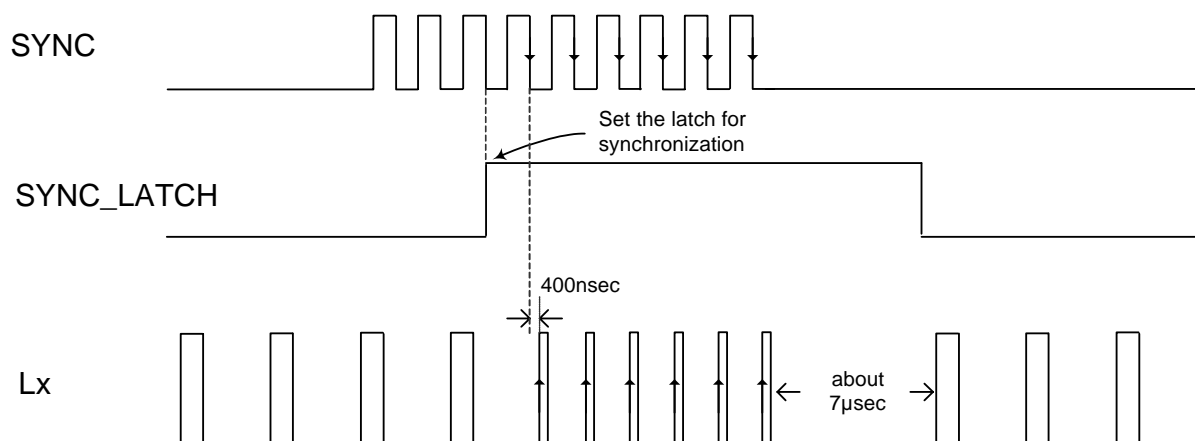 SYNC
Set the latch for
synchronization
SYNC_LATCH
400nsec
Lx
about
7µsec